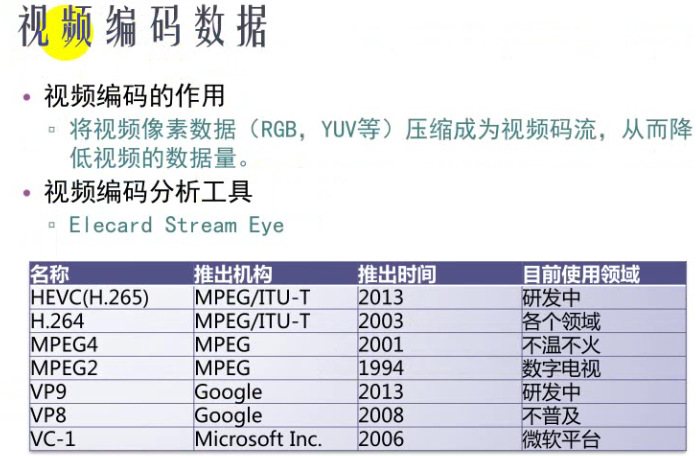 视频编码数据
视频编码的作用
将视频像素数据（RGB，YUV等）压缩成为视频码流，从而降
低视频的数据量。
视频编码分析工具
Elecard Stream Eye
名称 推出机构 推出时间 目前使用领域
HEVC(H.265) MPEG/ITU-T 2013 研发中
H.264 MPEG/ITU-T 2003 各个领域
MPEG4 MPEG 2001 不温不火
MPEG2 MPEG 1994 数字电视
VP9 Google 2013 研发中
VP8 Google 2008 不普及
VC-1 Microsoft Inc. 2006 微软平台